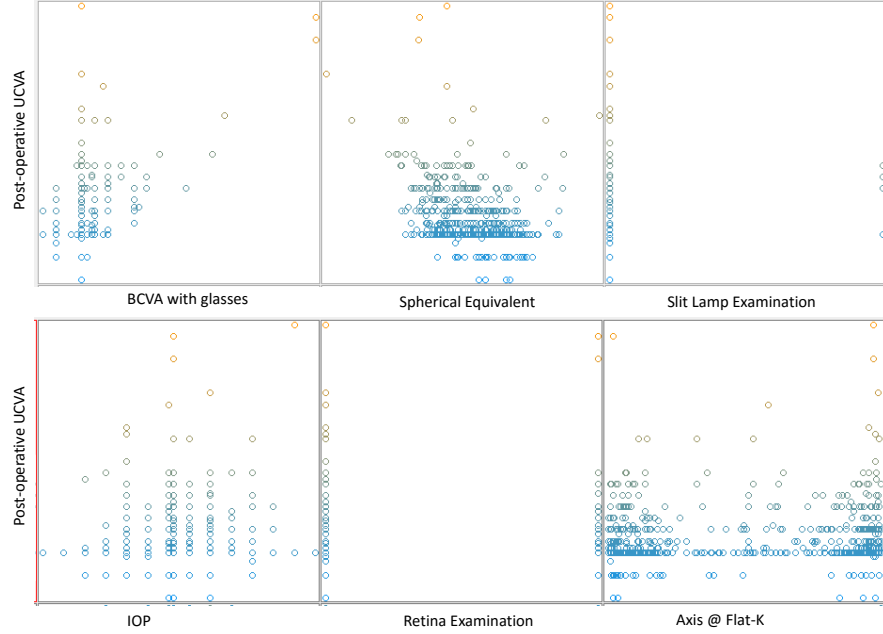 Post-operative UCVA
BCVA with glasses
Spherical Equivalent
Slit Lamp Examination
Post-operative UCVA
IOP
Retina Examination
Axis @ Flat-K